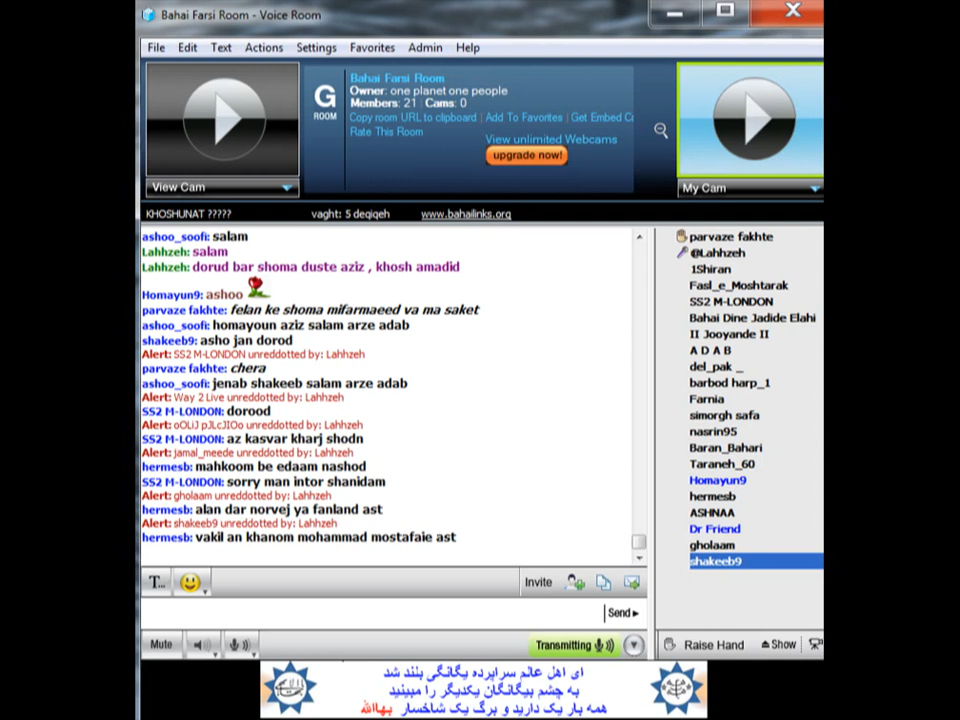 Bahai Farsi Room - Voice Room
File Edit Text Actions Settings Favorites Admin Help
Bahai Farsi Room
Owner: one planet one people
Members: 21 Cams: 0
Copy room URL to clipboard | Add To Favorites | Get Embed Co
Rate This Room
G ROOM
View unlimited Webcams
upgrade now!
View Cam
My Cam
KHOSHUNAT ????? vaght: 5 deqiqeh www.bahailinks.org
ashoo_soofi: salam
Lahhzeh: salam
Lahhzeh: dorud bar shoma duste aziz , khosh amadid
Homayun9: ashoo
parvaze fakhte: felan ke shoma mifarmaeed va ma saket
ashoo_soofi: homayoun aziz salam arze adab
shakeeb9: asho jan dorod
Alert: SS2 M-LONDON unreddotted by: Lahhzeh
parvaze fakhte: chera
ashoo_soofi: jenab shakeeb salam arze adab
Alert: Way 2 Live unreddotted by: Lahhzeh
SS2 M-LONDON: dorood
Alert: oOLiJ pJLcJIOo unreddotted by: Lahhzeh
SS2 M-LONDON: az kasvar kharj shodn
Alert: jamal_meede unreddotted by: Lahhzeh
hermesb: mahkoom be edaam nashod
SS2 M-LONDON: sorry man intor shanidam
Alert: gholaam unreddotted by: Lahhzeh
hermesb: alan dar norvej ya fanland ast
Alert: shakeeb9 unreddotted by: Lahhzeh
hermesb: vakil an khanom mohammad mostafaie ast
parvaze fakhte
@Lahhzeh
1Shiran
Fasl_e_Moshtarak
SS2 M-LONDON
Bahai Dine Jadide Elahi
II Jooyande II
A D A B
del_pak _
barbod harp_1
Farnia
simorgh safa
nasrin95
Baran_Bahari
Taraneh_60
Homayun9
hermesb
ASHNAA
Dr Friend
gholaam
shakeeb9
T... Invite
Send
Mute Transmitting Raise Hand Show
ای اهل عالم سراپرده یگانگی بلند شد
به چشم بیگانگان یکدیگر را مبینید
همه بار یک دارید و برگ یک شاخسار بهاالله